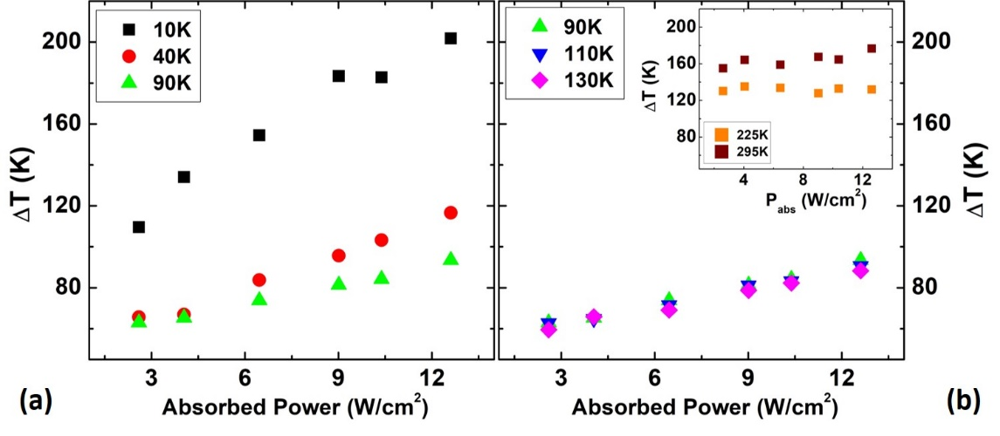 10K
40K
90K
200
160
120
80
ΔT (K)
3
6
9
12
Absorbed Power (W/cm²)
(a)
90K
110K
130K
200
160
120
80
ΔT (K)
225K
295K
4
8
12
P_abs (W/cm²)
200
160
120
80
ΔT (K)
3
6
9
12
Absorbed Power (W/cm²)
(b)